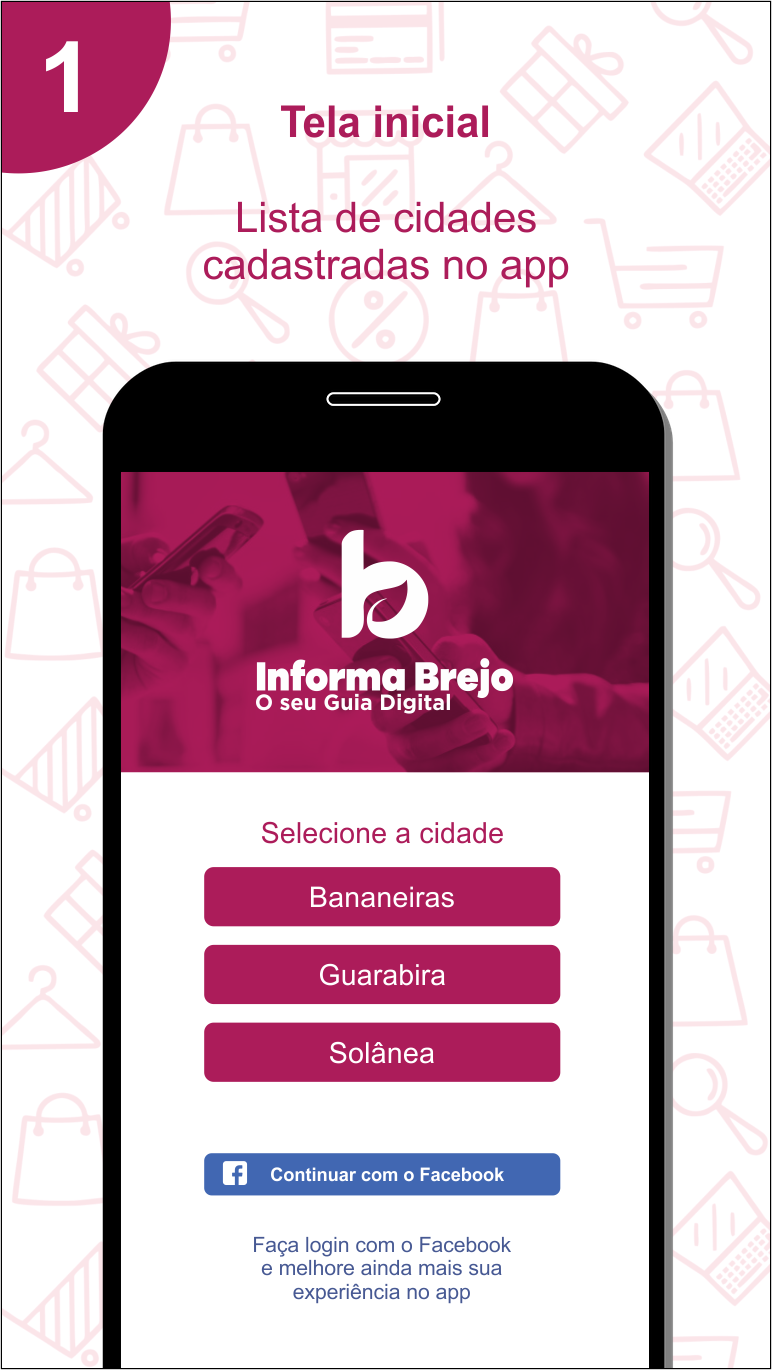 1
Tela inicial
Lista de cidades
cadastradas no app
Informa Brejo
O seu Guia Digital
Selecione a cidade
Bananeiras
Guarabira
Solânea
Continuar com o Facebook
Faça login com o Facebook
e melhore ainda mais sua
experiência no app